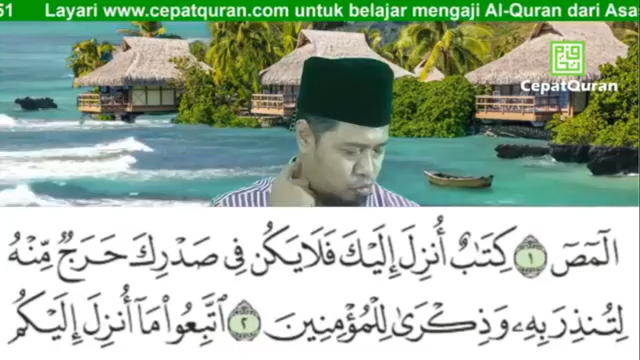 51 Layari www.cepatquran.com untuk belajar mengaji Al-Quran dari Asa
CepatQuran
الٓمٓصٓ ١ كِتَٰبٌ أُنزِلَ إِلَيْكَ فَلَا يَكُن فِى صَدْرِكَ حَرَجٌ مِّنْهُ
لِتُنذِرَ بِهِۦ وَذِكْرَىٰ لِلْمُؤْمِنِينَ ٢ ٱتَّبِعُوا۟ مَآ أُنزِلَ إِلَيْكُم